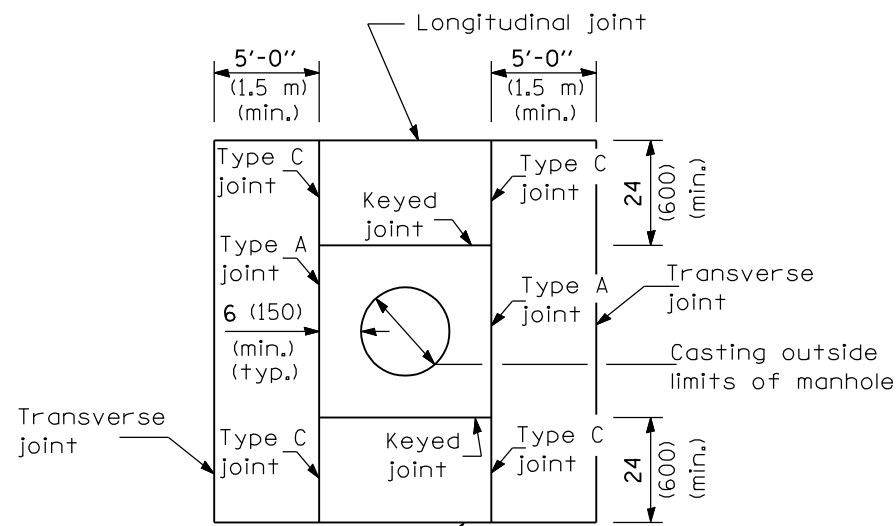 Longitudinal joint
5'-0"
(1.5 m)
(min.)
5'-0"
(1.5 m)
(min.)
Type C
joint
Type C
joint
24
(600)
(min.)
Keyed
joint
Type A
joint
Type A
joint
Transverse
joint
6 (150)
(min.)
(typ.)
Casting outside
limits of manhole
Transverse
joint
Type C
joint
Keyed
joint
Type C
joint
24
(600)
(min.)